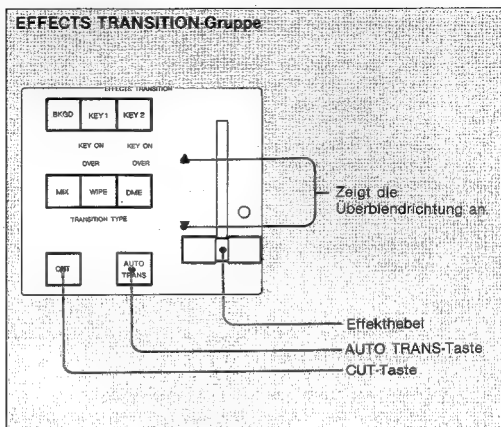 EFFECTS TRANSITION-Gruppe
EFFECTS TRANSITION
BKGD KEY 1 KEY 2
KEY ON KEY ON
OVER OVER
MIX WIPE DME
TRANSITION TYPE
Zeigt die
Überblendrichtung an.
CUT
AUTO
TRANS
Effekthebel
AUTO TRANS-Taste
CUT-Taste